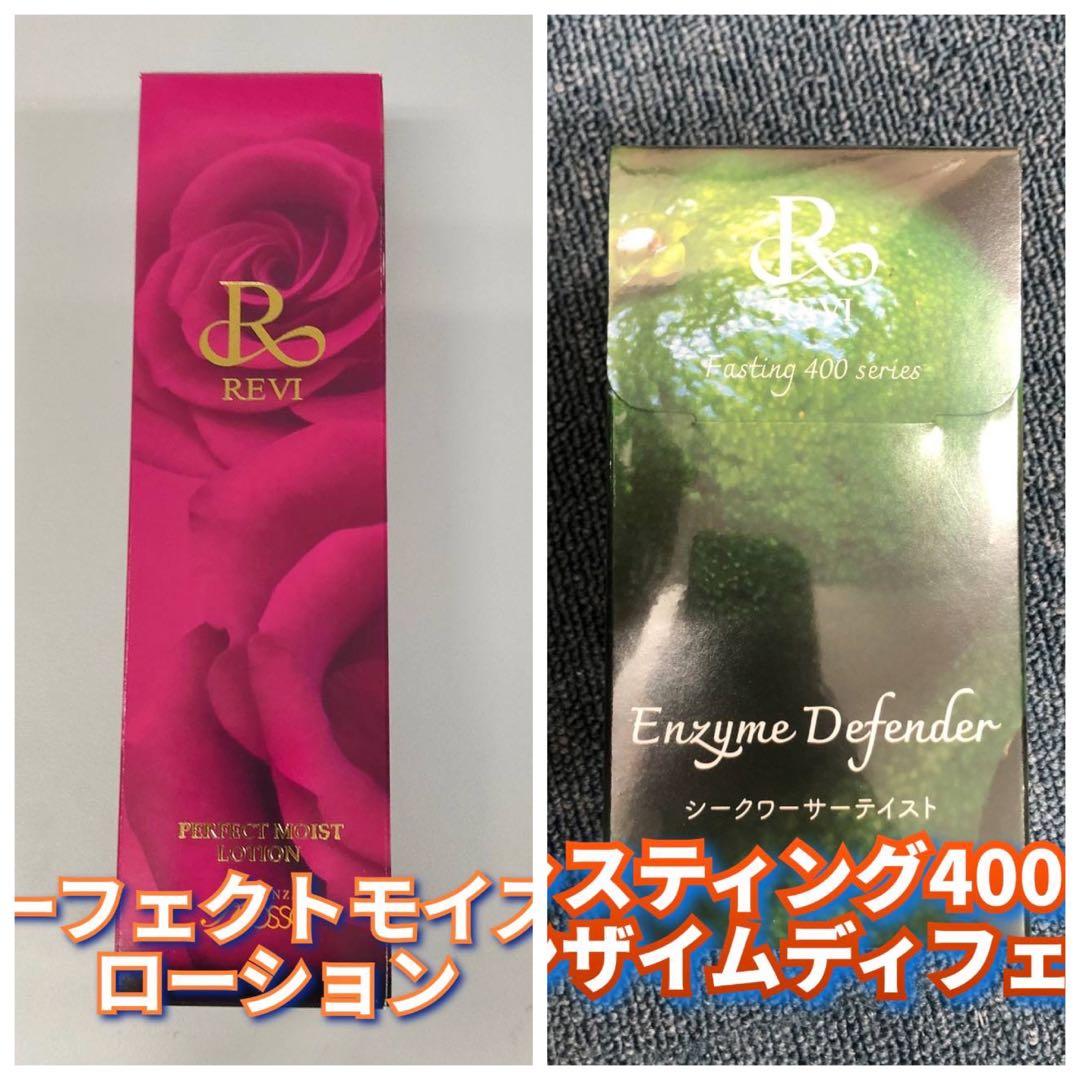 R
REVI
PERFECT MOIST
LOTION
ーフェクトモイス
ローション
R
REVI
Fasting 400 series
Enzyme Defender
シークワーサーテイスト
スティング400
ザイムディフェ